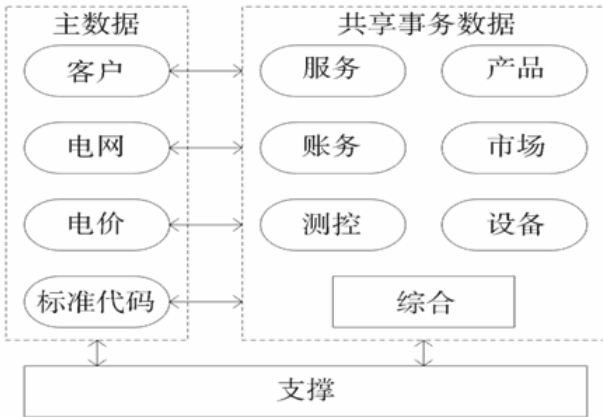 主数据
共享事务数据
客户
服务
产品
电网
账务
市场
电价
测控
设备
标准代码
综合
支撑